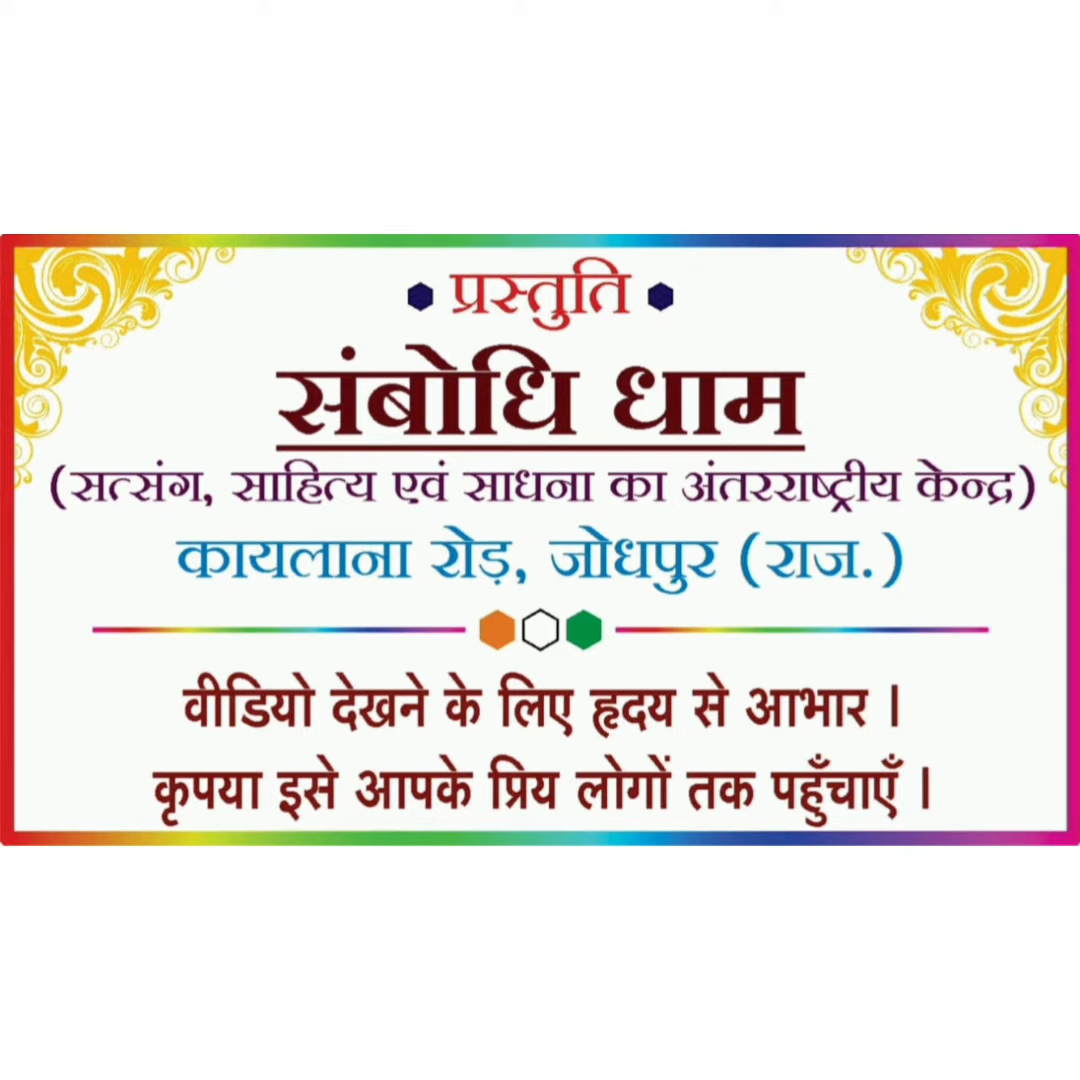 प्रस्तुति
संबोधि धाम
(सत्संग, साहित्य एवं साधना का अंतरराष्ट्रीय केन्द्र)
कायलाना रोड़, जोधपुर (राज.)
वीडियो देखने के लिए हृदय से आभार ।
कृपया इसे आपके प्रिय लोगों तक पहुँचाएँ ।